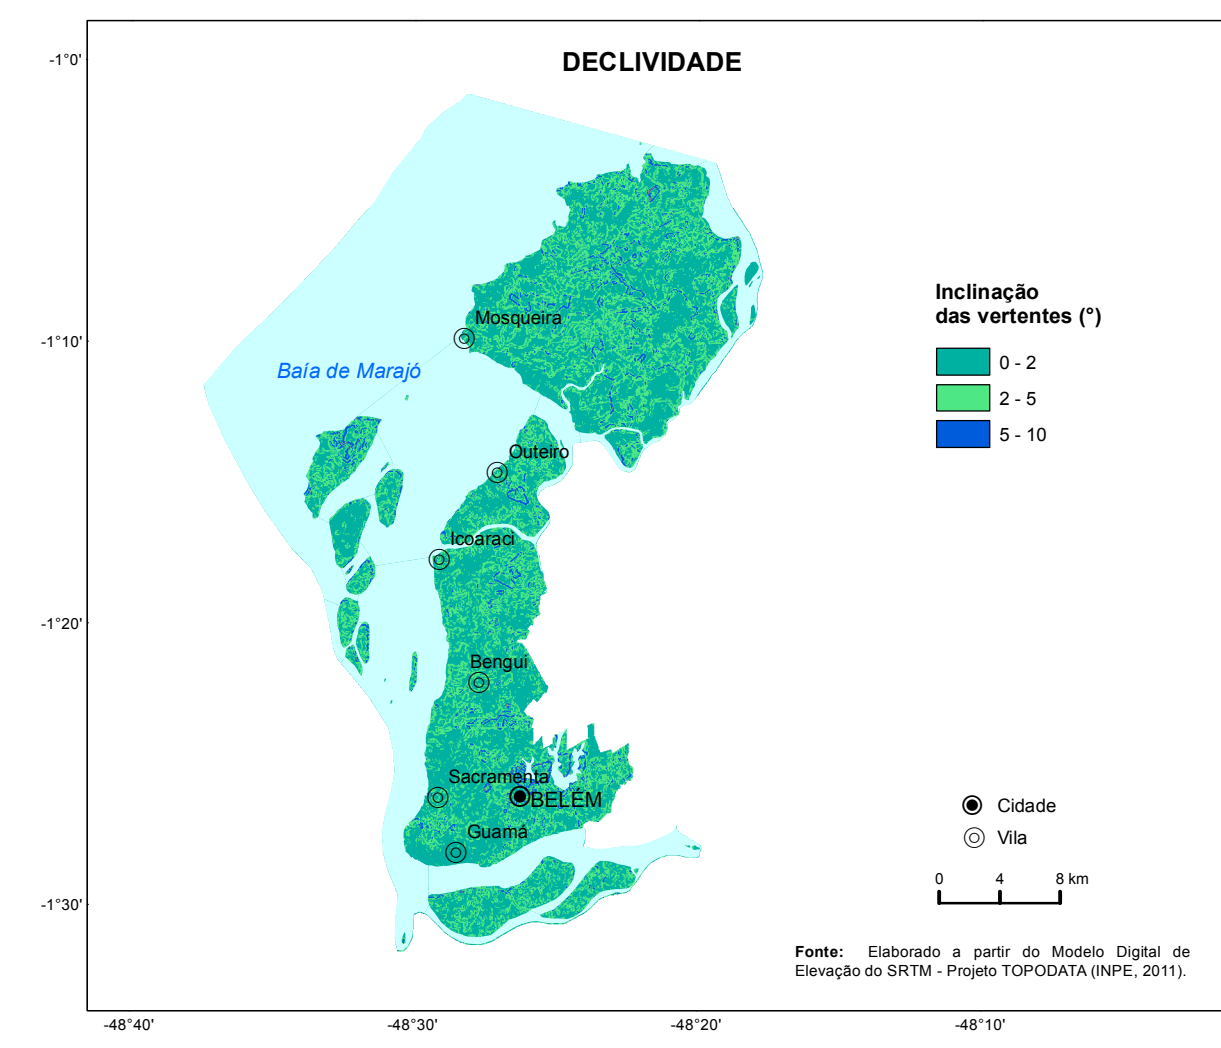 DECLIVIDADE
-1°0'
-1°10'
-1°20'
-1°30'
-48°40'
-48°30'
-48°20'
-48°10'
Mosqueira
Baía de Marajó
Outeiro
Icoaraci
Bengui
Sacramenta
BELÉM
Guamá
Inclinação
das vertentes (°)
0 - 2
2 - 5
5 - 10
Cidade
Vila
0 4 8 km
Fonte: Elaborado a partir do Modelo Digital de
Elevação do SRTM - Projeto TOPODATA (INPE, 2011).